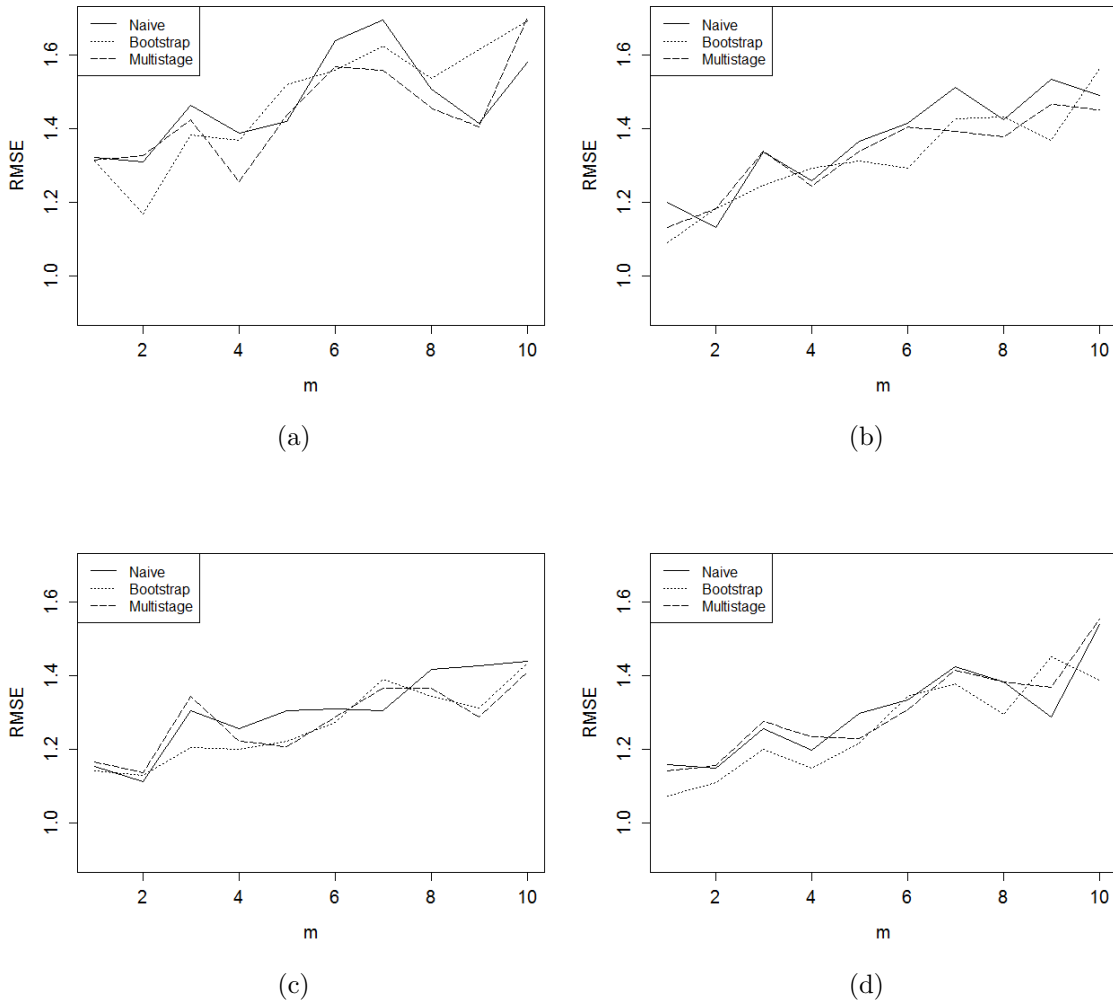 Naive
Bootstrap
Multistage
RMSE
1.0 1.2 1.4 1.6
2 4 6 8 10
m
(a)
Naive
Bootstrap
Multistage
RMSE
1.0 1.2 1.4 1.6
2 4 6 8 10
m
(b)
Naive
Bootstrap
Multistage
RMSE
1.0 1.2 1.4 1.6
2 4 6 8 10
m
(c)
Naive
Bootstrap
Multistage
RMSE
1.0 1.2 1.4 1.6
2 4 6 8 10
m
(d)